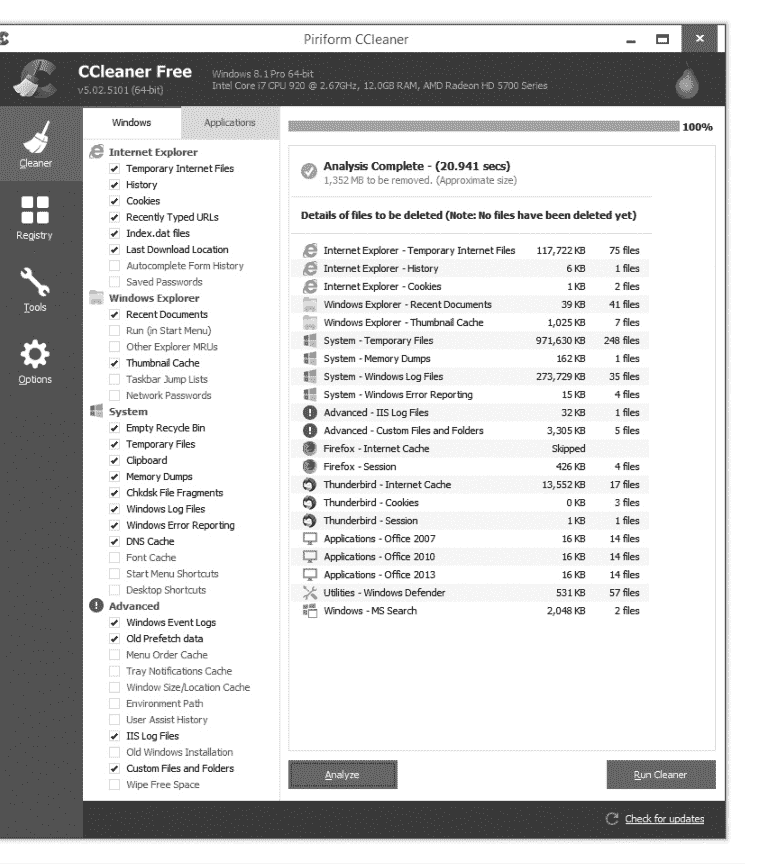 Piriform CCleaner
CCleaner Free
v5.02.5101 (64-bit)
Windows 8.1 Pro 64-bit
Intel Core i7 CPU 920 @ 2.67GHz, 12.0GB RAM, AMD Radeon HD 5700 Series
Cleaner
Registry
Tools
Options
Windows Applications
Internet Explorer
Temporary Internet Files
History
Cookies
Recently Typed URLs
Index.dat files
Last Download Location
Autocomplete Form History
Saved Passwords
Windows Explorer
Recent Documents
Run (in Start Menu)
Other Explorer MRUs
Thumbnail Cache
Taskbar Jump Lists
Network Passwords
System
Empty Recycle Bin
Temporary Files
Clipboard
Memory Dumps
Chkdsk File Fragments
Windows Log Files
Windows Error Reporting
DNS Cache
Font Cache
Start Menu Shortcuts
Desktop Shortcuts
Advanced
Windows Event Logs
Old Prefetch data
Menu Order Cache
Tray Notifications Cache
Window Size/Location Cache
Environment Path
User Assist History
IIS Log Files
Old Windows Installation
Custom Files and Folders
Wipe Free Space
100%
Analysis Complete - (20.941 secs)
1,352 MB to be removed. (Approximate size)
Details of files to be deleted (Note: No files have been deleted yet)
Internet Explorer - Temporary Internet Files 117,722 KB 75 files
Internet Explorer - History 6 KB 1 files
Internet Explorer - Cookies 1 KB 2 files
Windows Explorer - Recent Documents 39 KB 41 files
Windows Explorer - Thumbnail Cache 1,025 KB 7 files
System - Temporary Files 971,630 KB 248 files
System - Memory Dumps 162 KB 1 files
System - Windows Log Files 273,729 KB 35 files
System - Windows Error Reporting 15 KB 4 files
Advanced - IIS Log Files 32 KB 1 files
Advanced - Custom Files and Folders 3,305 KB 5 files
Firefox - Internet Cache Skipped
Firefox - Session 426 KB 4 files
Thunderbird - Internet Cache 13,552 KB 17 files
Thunderbird - Cookies 0 KB 3 files
Thunderbird - Session 1 KB 1 files
Applications - Office 2007 16 KB 14 files
Applications - Office 2010 16 KB 14 files
Applications - Office 2013 16 KB 14 files
Utilities - Windows Defender 531 KB 57 files
Windows - MS Search 2,048 KB 2 files
Analyze Run Cleaner
Check for updates